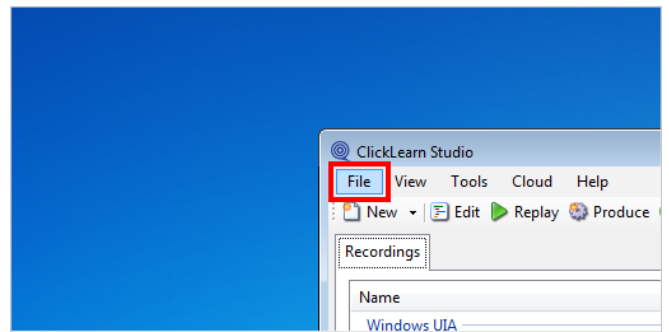 ClickLearn Studio
File View Tools Cloud Help
New Edit Replay Produce
Recordings
Name
Windows UIA